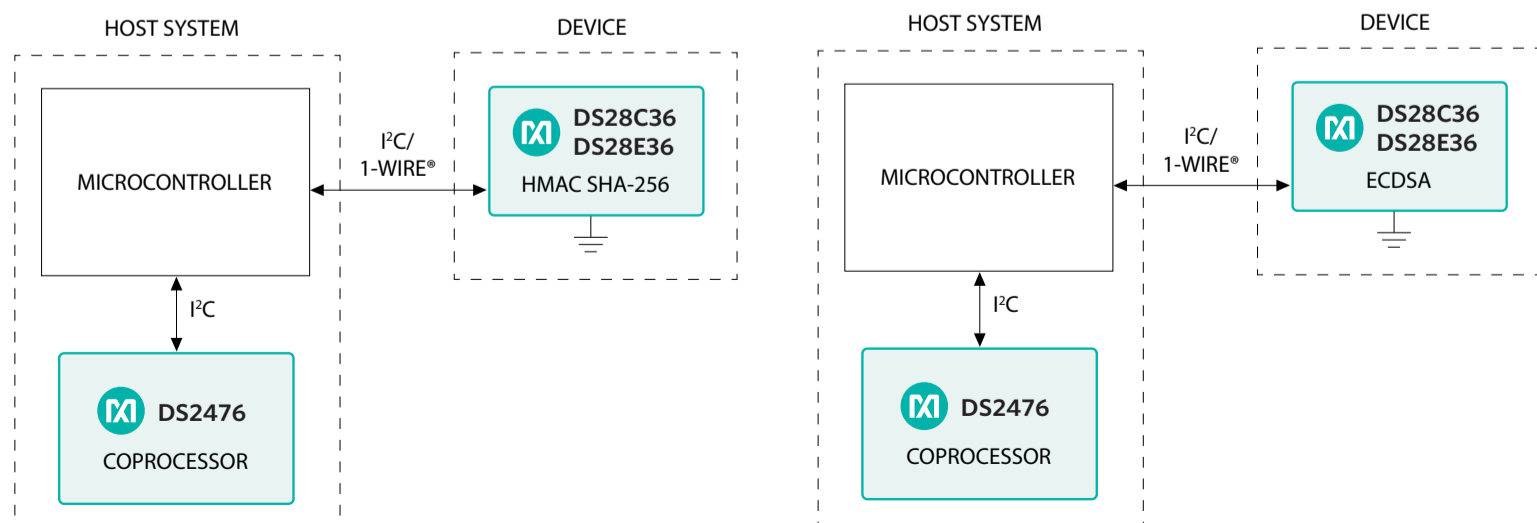 HOST SYSTEM
DEVICE
MICROCONTROLLER
I²C/
1-WIRE®
DS28C36
DS28E36
HMAC SHA-256
I²C
DS2476
COPROCESSOR
HOST SYSTEM
DEVICE
MICROCONTROLLER
I²C/
1-WIRE®
DS28C36
DS28E36
ECDSA
I²C
DS2476
COPROCESSOR